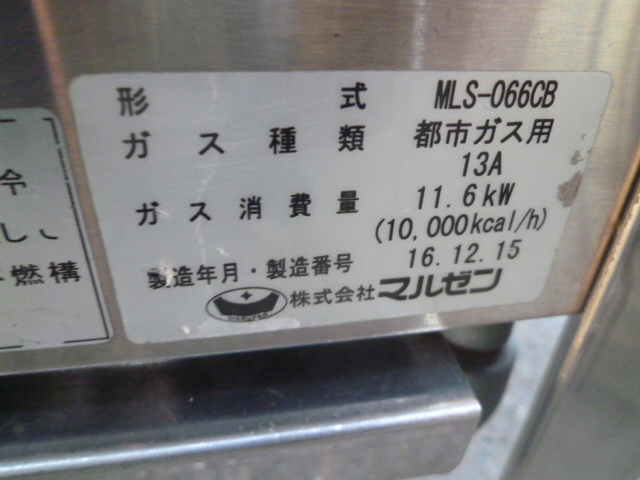 形式 MLS-066CB
ガス種類 都市ガス用
13A
ガス消費量 11.6kW
(10,000kcal/h)
製造年月・製造番号 16.12.15
株式会社マルゼン
冷
燃構